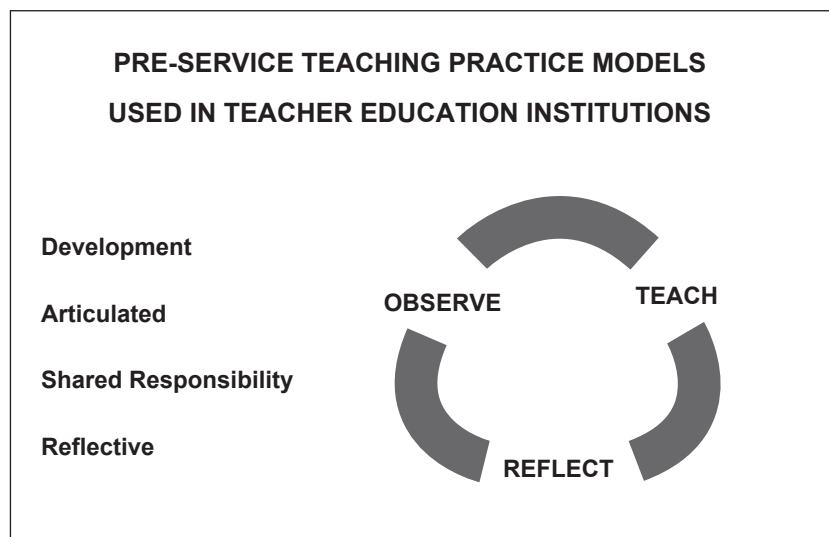 PRE-SERVICE TEACHING PRACTICE MODELS
USED IN TEACHER EDUCATION INSTITUTIONS
Development
Articulated
Shared Responsibility
Reflective
OBSERVE
TEACH
REFLECT